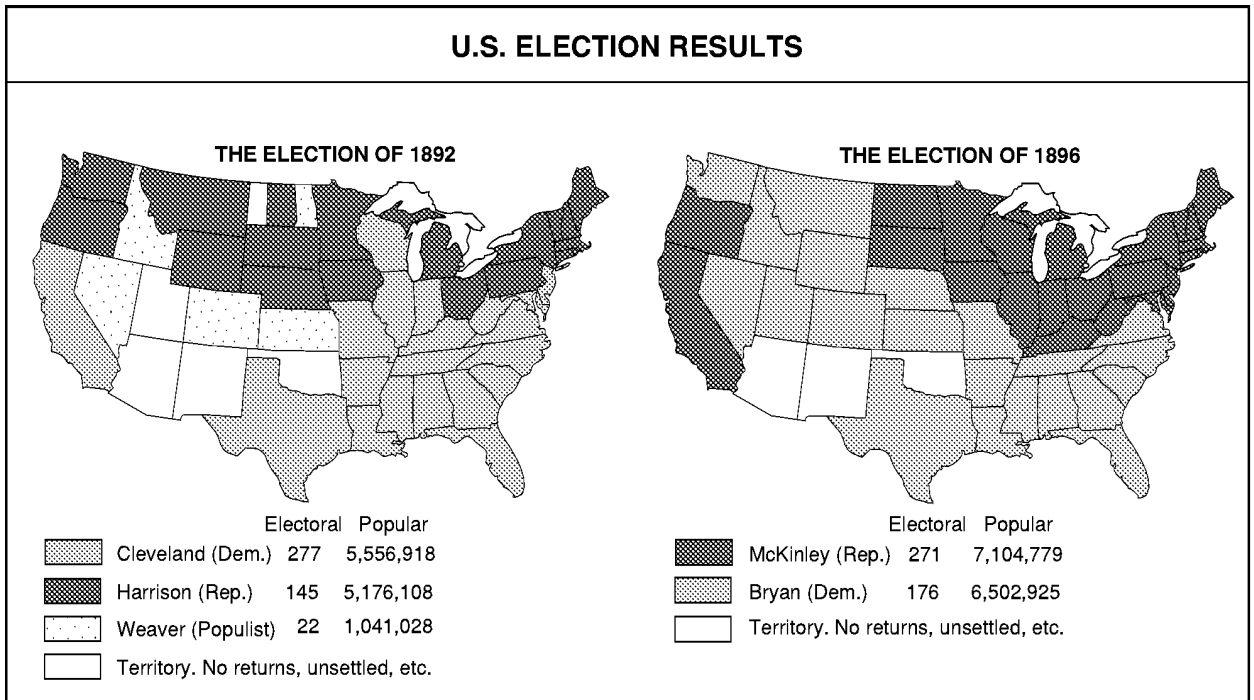 U.S. ELECTION RESULTS
THE ELECTION OF 1892
Electoral Popular
Cleveland (Dem.) 277 5,556,918
Harrison (Rep.) 145 5,176,108
Weaver (Populist) 22 1,041,028
Territory. No returns, unsettled, etc.
THE ELECTION OF 1896
Electoral Popular
McKinley (Rep.) 271 7,104,779
Bryan (Dem.) 176 6,502,925
Territory. No returns, unsettled, etc.